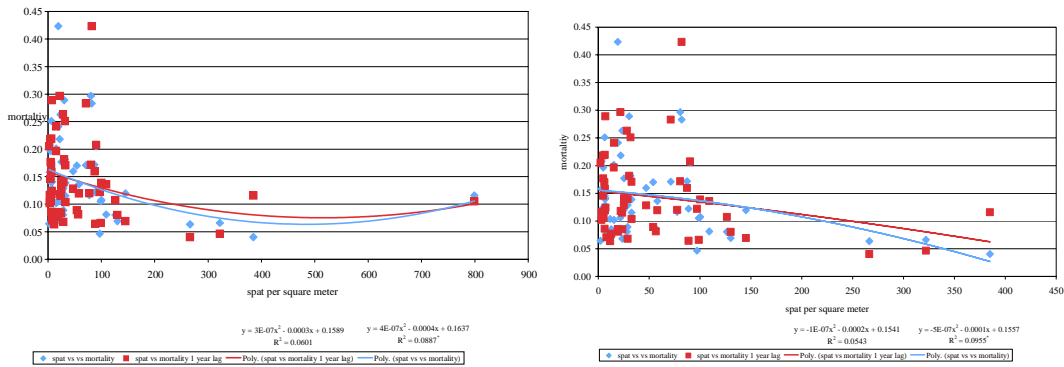 0.45
0.40
0.35
0.30
mortaltiy
0.25
0.20
0.15
0.10
0.05
0.00
0 100 200 300 400 500 600 700 800 900
spat per square meter
y = 3E-07x² - 0.0003x + 0.1589
R² = 0.0601
y = 4E-07x² - 0.0004x + 0.1637
R² = 0.0887*
spat vs vs mortality spat vs mortality 1 year lag Poly. (spat vs mortality 1 year lag) Poly. (spat vs vs mortality)
0.45
0.40
0.35
0.30
0.25
mortaltiy
0.20
0.15
0.10
0.05
0.00
0 50 100 150 200 250 300 350 400 450
spat per square meter
y = -1E-07x² - 0.0002x + 0.1541
R² = 0.0543
y = -5E-07x² - 0.0001x + 0.1557
R² = 0.0955*
spat vs vs mortality spat vs mortality 1 year lag Poly. (spat vs mortality 1 year lag) Poly. (spat vs vs mortality)